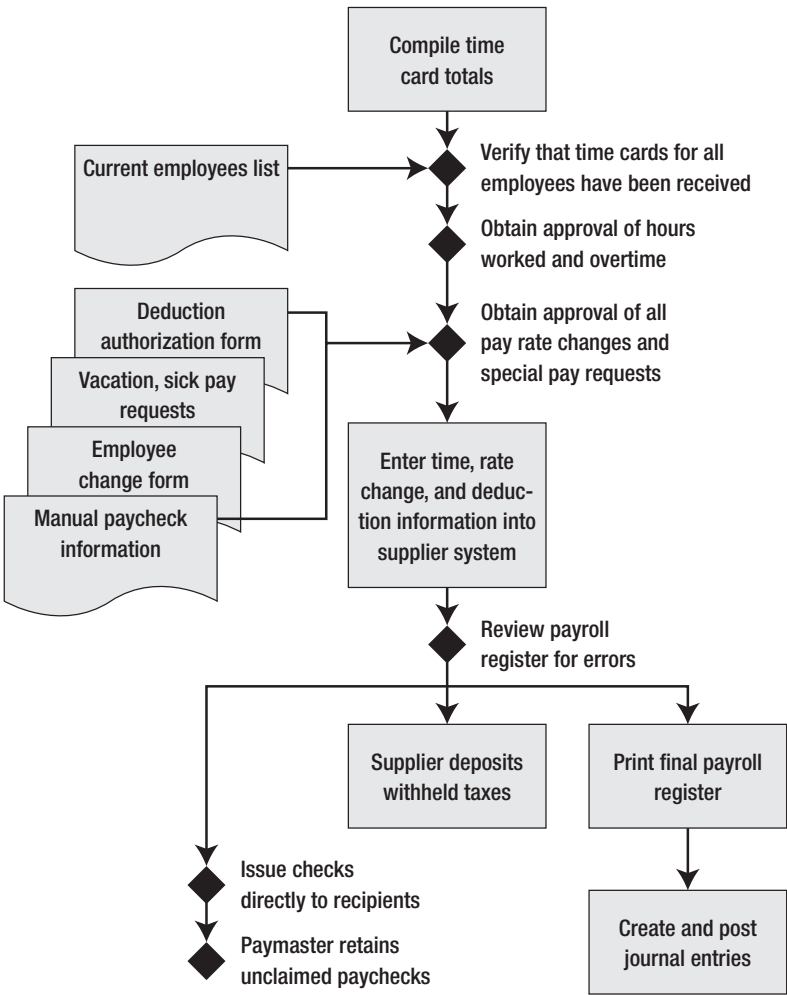 Compile time
card totals
Current employees list
Verify that time cards for all
employees have been received
Obtain approval of hours
worked and overtime
Deduction
authorization form
Vacation, sick pay
requests
Employee
change form
Manual paycheck
information
Obtain approval of all
pay rate changes and
special pay requests
Enter time, rate
change, and deduc-
tion information into
supplier system
Review payroll
register for errors
Supplier deposits
withheld taxes
Print final payroll
register
Issue checks
directly to recipients
Paymaster retains
unclaimed paychecks
Create and post
journal entries